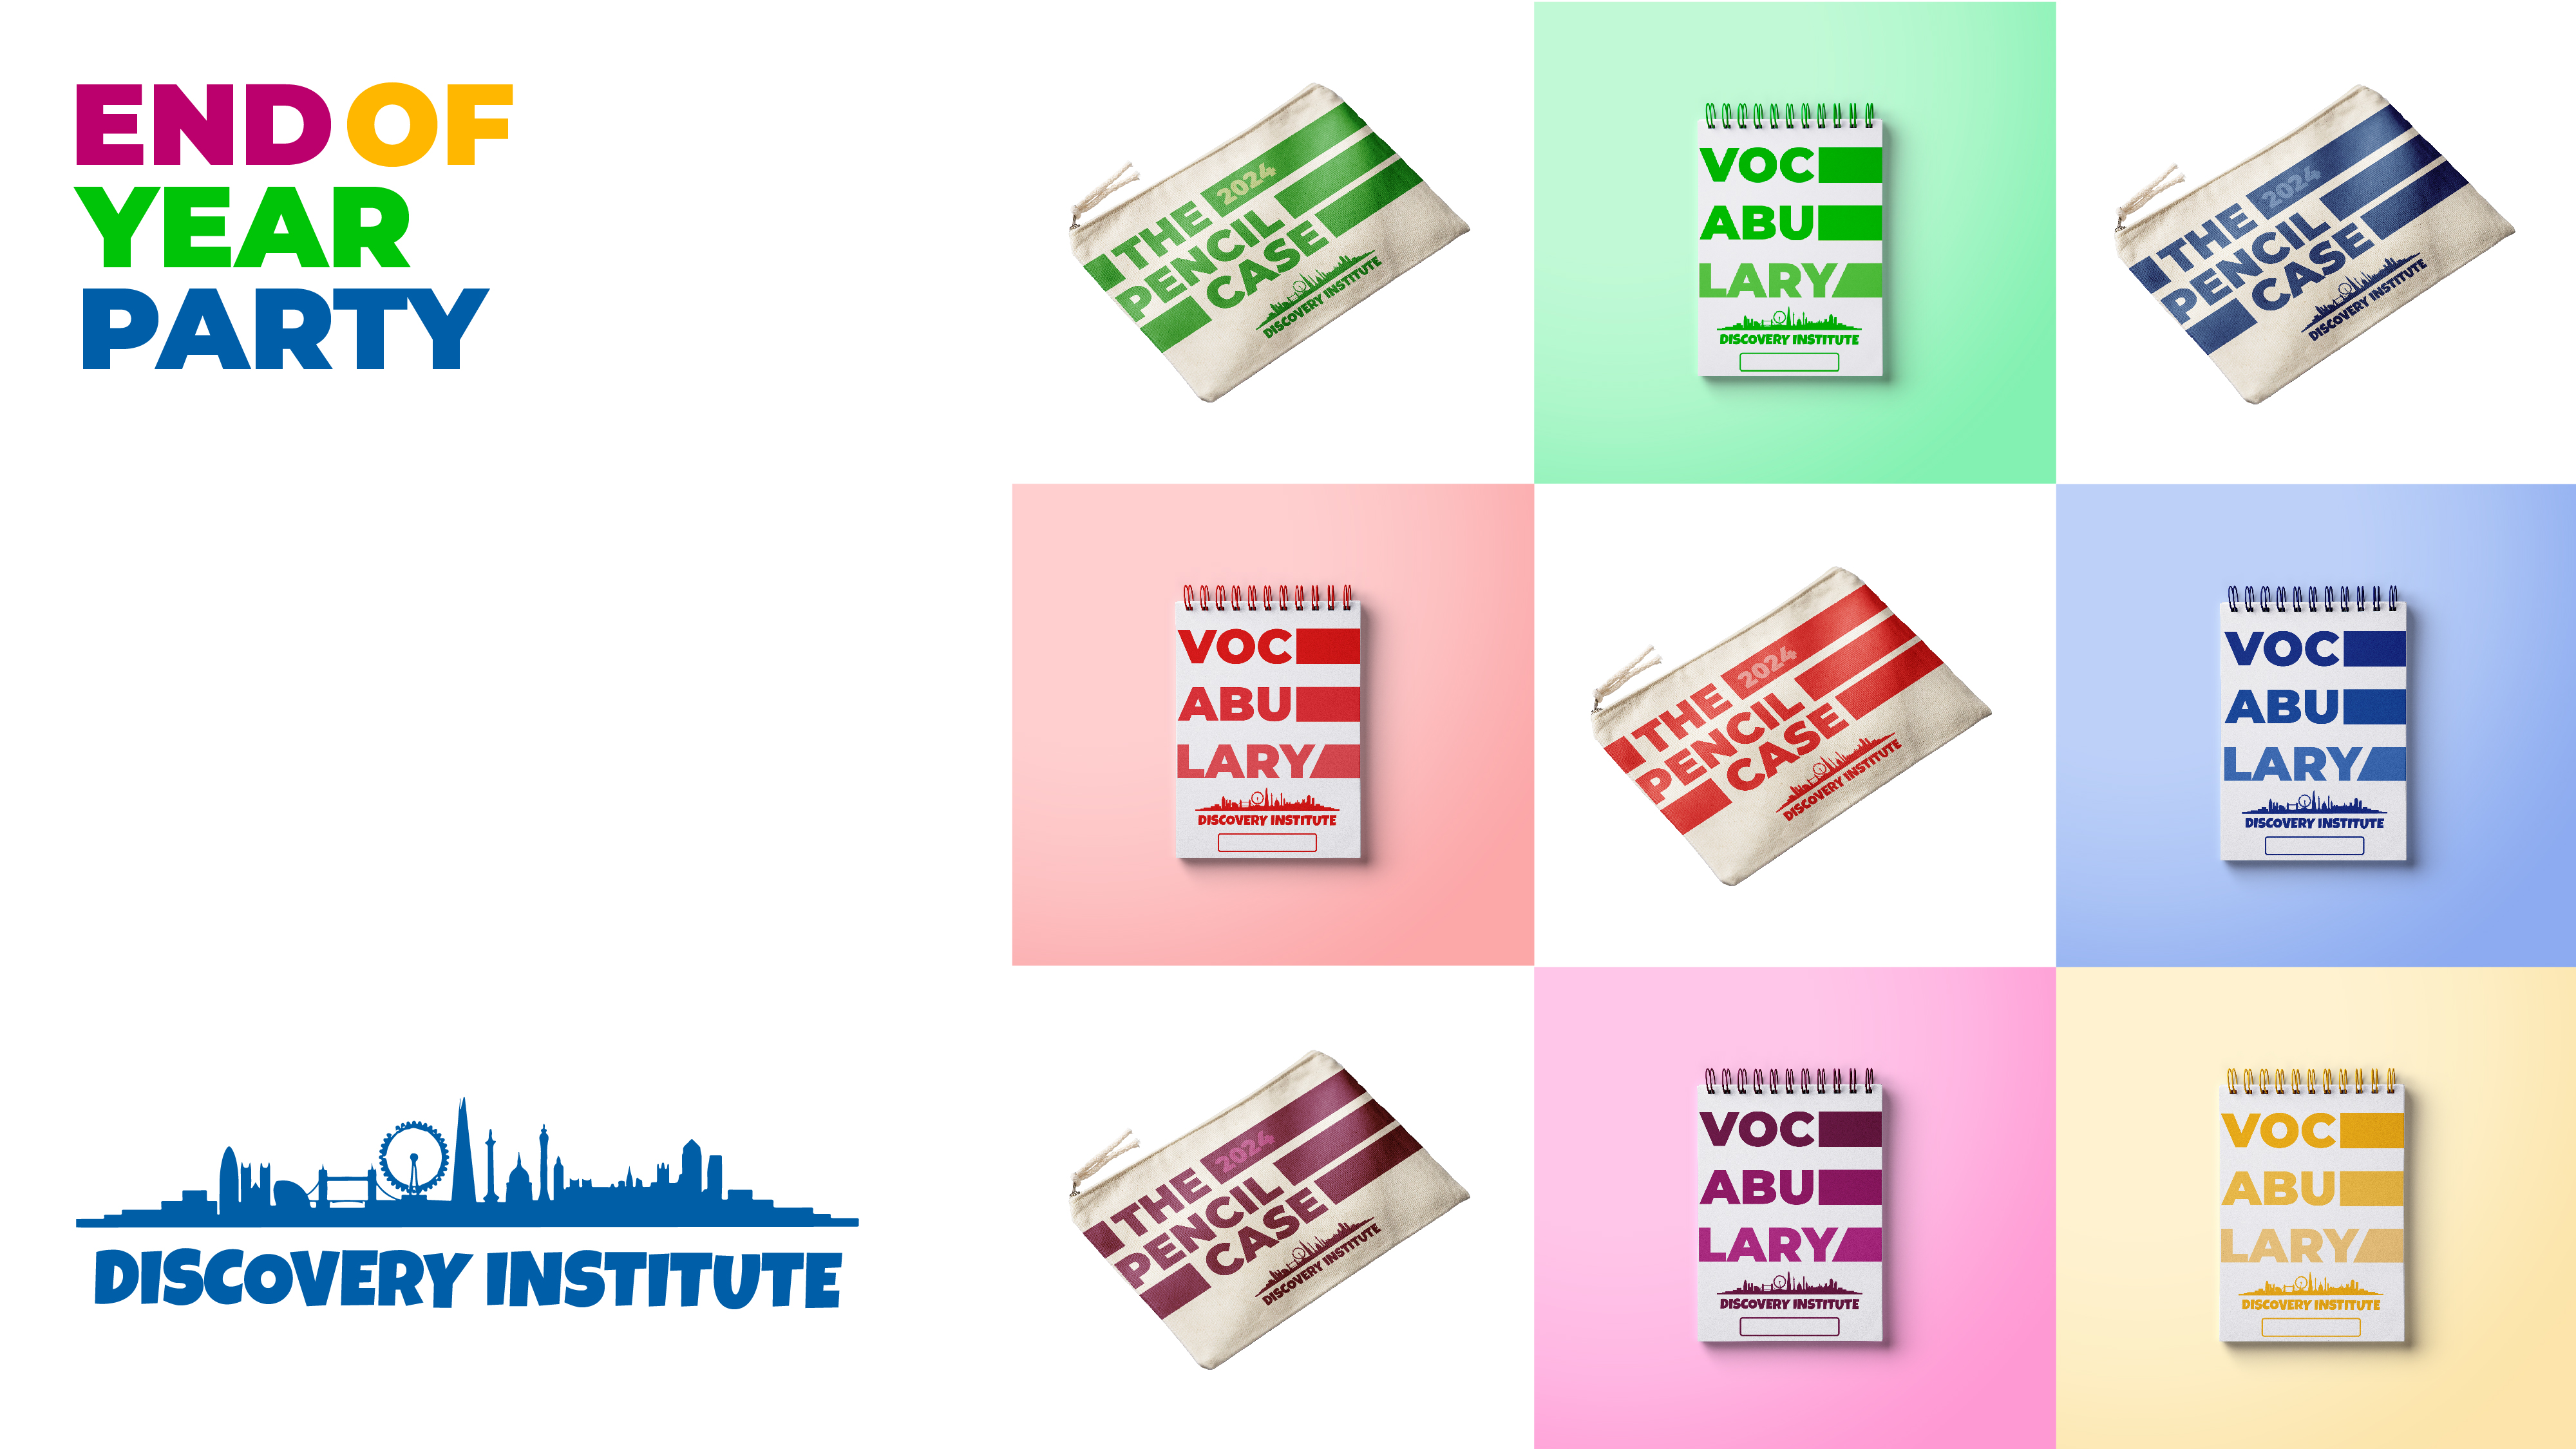 END OF
YEAR
PARTY
DISCOVERY INSTITUTE
THE 2024
PENCIL
CASE
DISCOVERY INSTITUTE
VOC
ABU
LARY
DISCOVERY INSTITUTE
THE 2024
PENCIL
CASE
DISCOVERY INSTITUTE
VOC
ABU
LARY
DISCOVERY INSTITUTE
THE 2024
PENCIL
CASE
DISCOVERY INSTITUTE
VOC
ABU
LARY
DISCOVERY INSTITUTE
THE 2024
PENCIL
CASE
DISCOVERY INSTITUTE
VOC
ABU
LARY
DISCOVERY INSTITUTE
VOC
ABU
LARY
DISCOVERY INSTITUTE